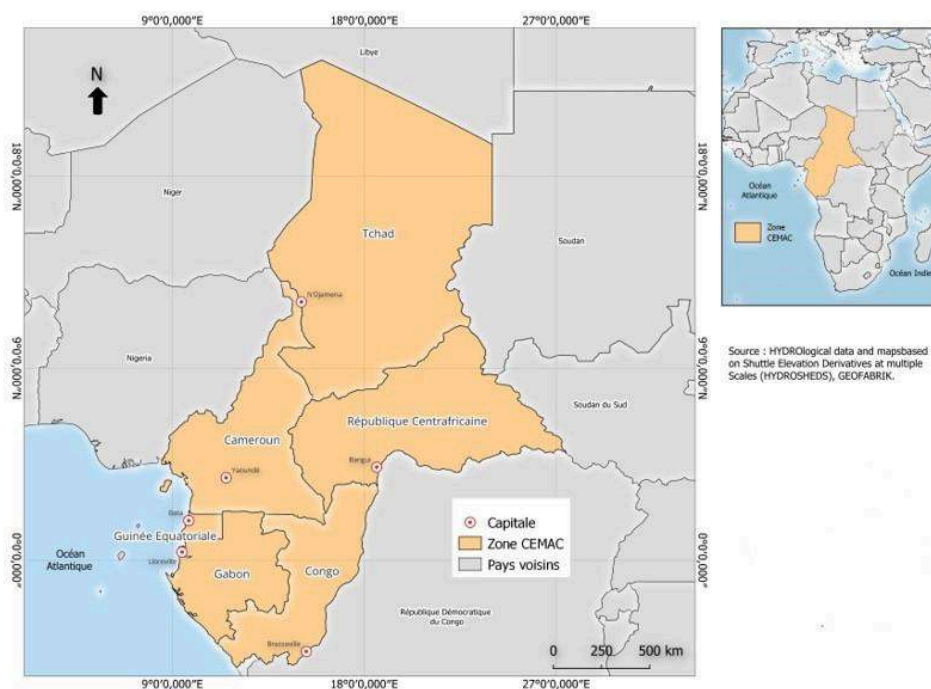 9°0'0,000"E
18°0'0,000"E
27°0'0,000"E
Libye
N
18°0'0,000"N
18°0'0,000"N
Niger
Tchad
Soudan
N'Djamena
Nigeria
9°0'0,000"N
9°0'0,000"N
Soudan du Sud
République Centrafricaine
Cameroun
Bangui
Yaoundé
Bata
Guinée Equatoriale
Libreville
Océan
Atlantique
0°0'0,000"
0°0'0,000"
Gabon
Congo
Capitale
Zone CEMAC
Pays voisins
République Démocratique
du Congo
Brazzaville
0 250 500 km
9°0'0,000"E
18°0'0,000"E
27°0'0,000"E
Océan
Atlantique
Zone
CEMAC
Océan Indie
Source : HYDROlogical data and mapsbased
on Shuttle Elevation Derivatives at multiple
Scales (HYDROSHEDS), GEOFABRIK.